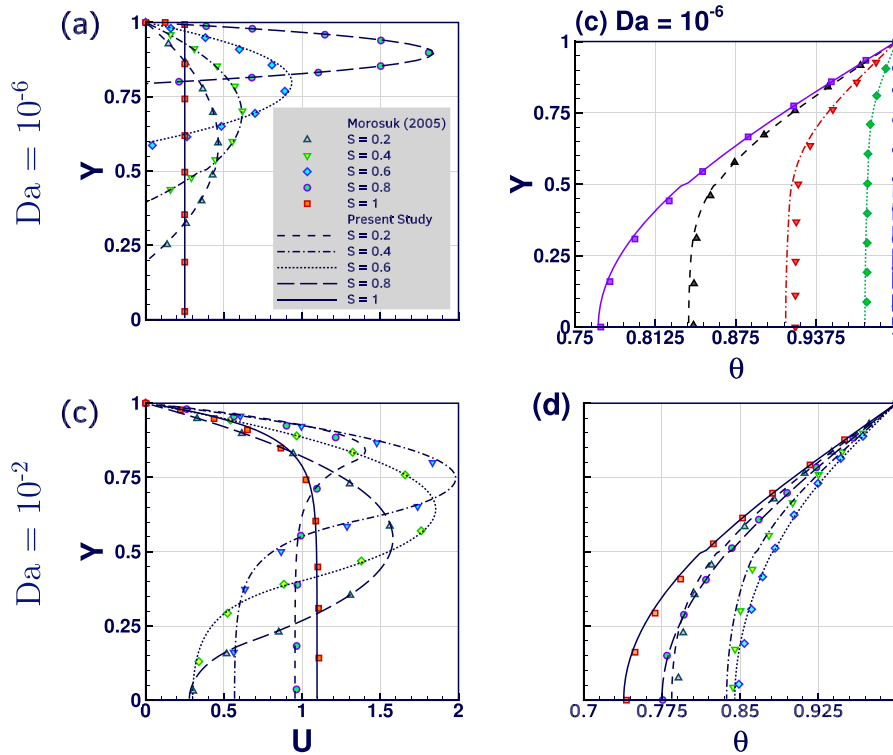 (a)
Da = 10⁻⁶
Y
1
0.75
0.5
0.25
0
Morosuk (2005)
S = 0.2
S = 0.4
S = 0.6
S = 0.8
S = 1
Present Study
S = 0.2
S = 0.4
S = 0.6
S = 0.8
S = 1
(c) Da = 10⁻⁶
Y
1
0.75
0.5
0.25
0
0.75 0.8125 0.875 0.9375
θ
(c)
Da = 10⁻²
Y
1
0.75
0.5
0.25
0
0 0.5 1 1.5 2
U
(d)
0.7 0.775 0.85 0.925
θ